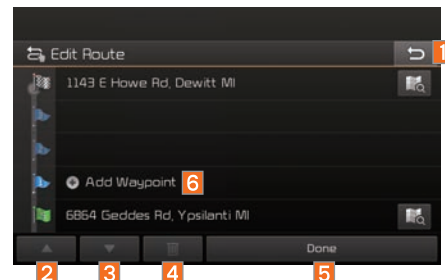 Edit Route
1
1143 E Howe Rd, Dewitt MI
Add Waypoint 6
6864 Geddes Rd, Ypsilanti MI
Done
2 3 4 5